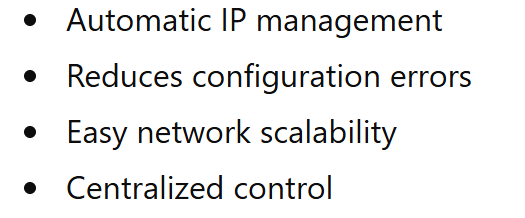 • Automatic IP management
• Reduces configuration errors
• Easy network scalability
• Centralized control